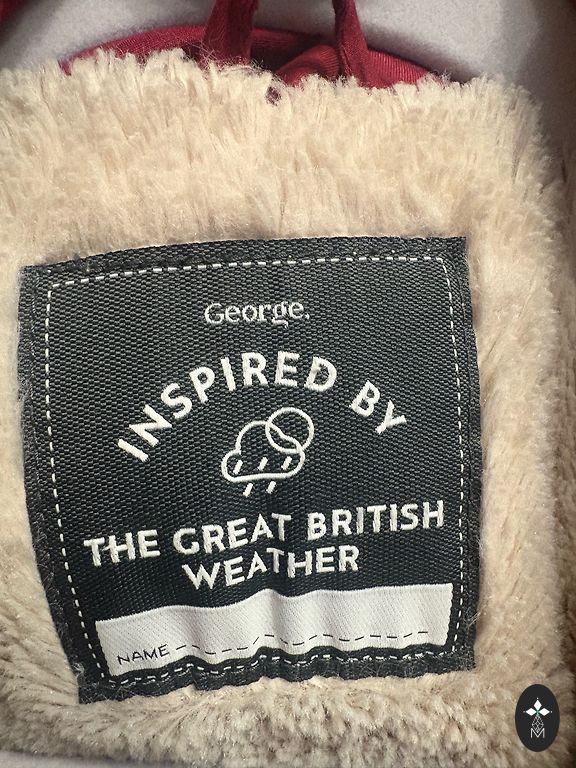 George.
INSPIRED BY
THE GREAT BRITISH
WEATHER
NAME
M